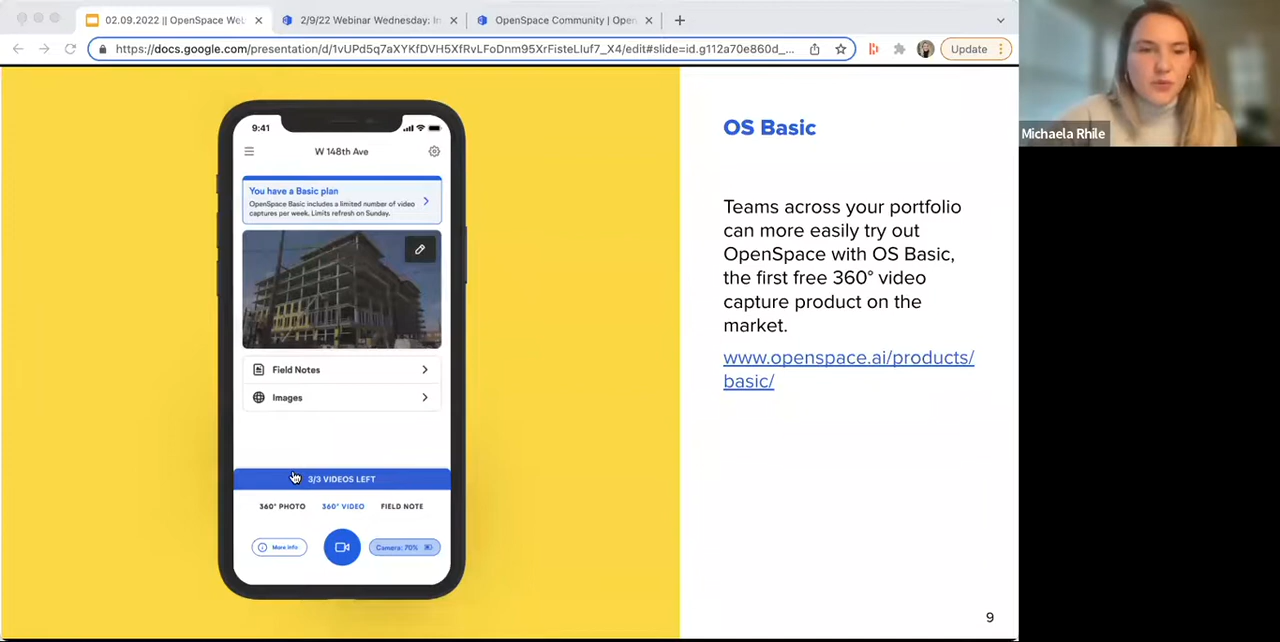 02.09.2022 || OpenSpace We
2/9/22 Webinar Wednesday: I
OpenSpace Community | Open
https://docs.google.com/presentation/d/1vUPd5q7aXYKfDVH5XfRvLFoDnm95XrFisteLIuf7_X4/edit#slide=id.g112a70e860d_...
Update
Michaela Rhile
9:41
W 148th Ave
You have a Basic plan
OpenSpace Basic includes a limited number of video
captures per week. Limits refresh on Sunday.
Field Notes
Images
3/3 VIDEOS LEFT
360° PHOTO 360° VIDEO FIELD NOTE
More info
Camera: 70%
OS Basic
Teams across your portfolio
can more easily try out
OpenSpace with OS Basic,
the first free 360° video
capture product on the
market.
www.openspace.ai/products/
basic/
9